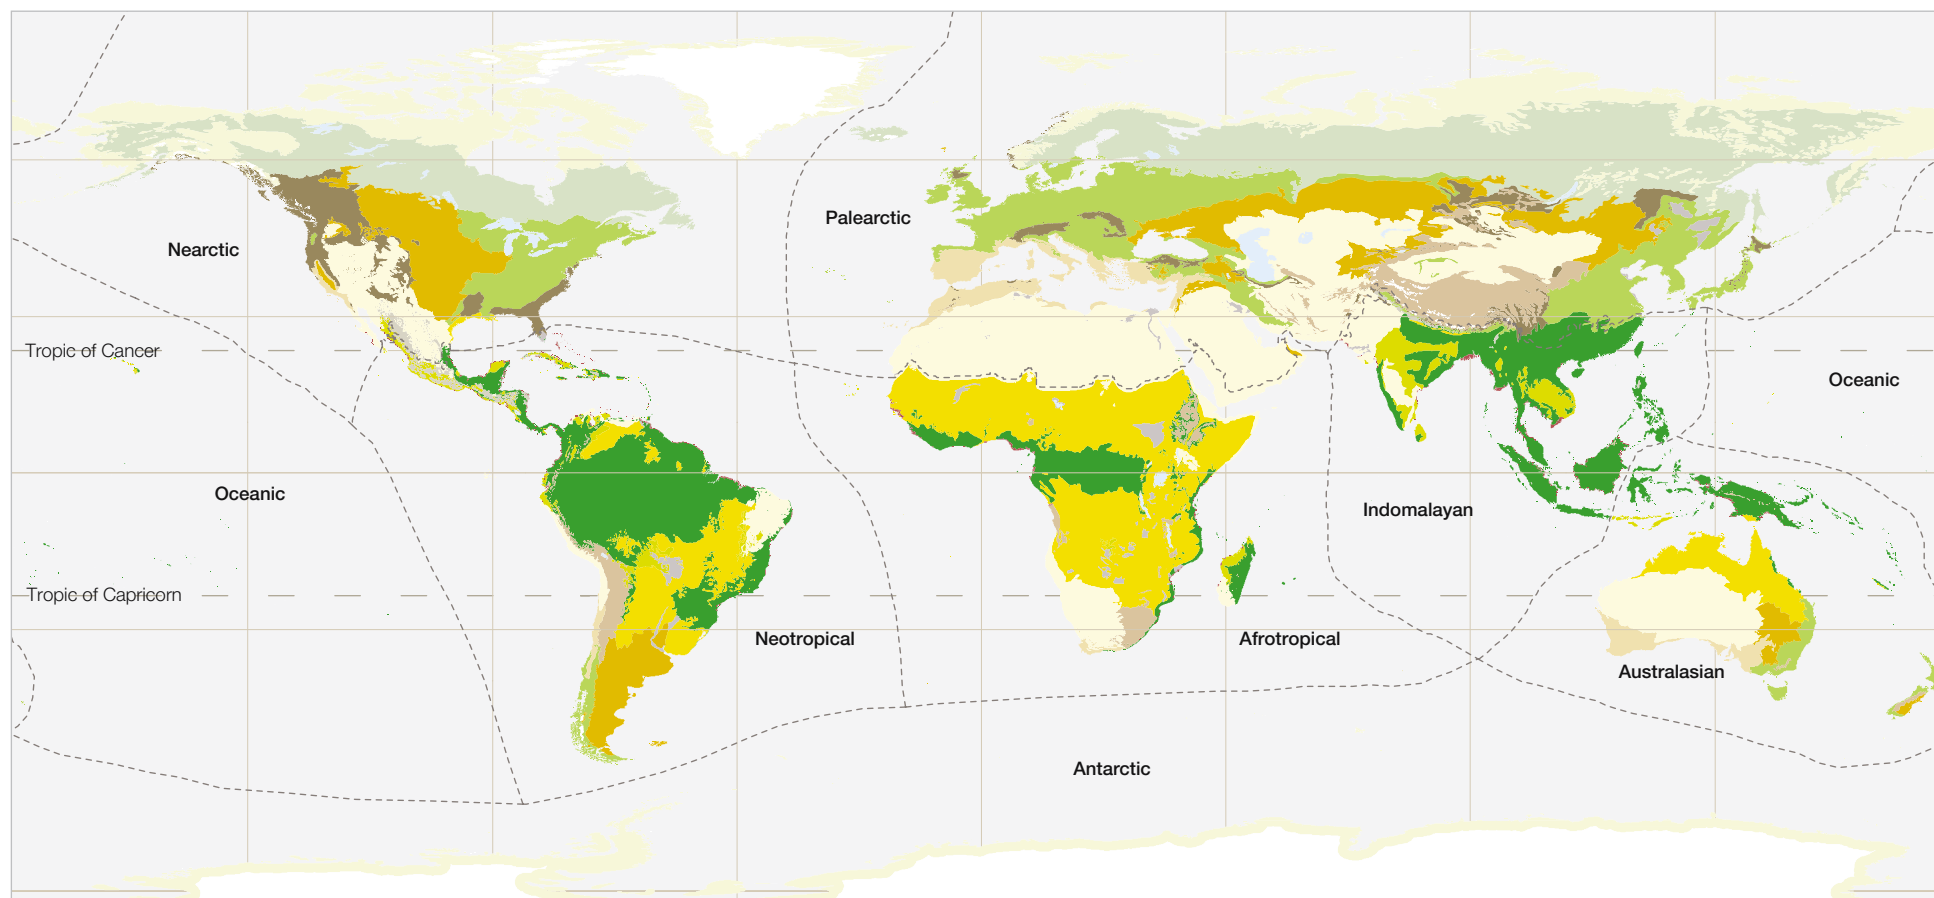 Palearctic
Nearctic
Tropic of Cancer
Oceanic
Oceanic
Indomalayan
Tropic of Capricorn
Neotropical
Afrotropical
Australasian
Antarctic